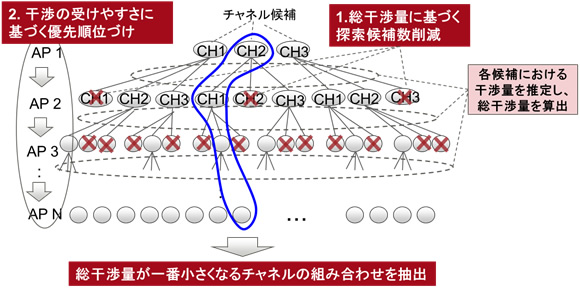 2. 干渉の受けやすさに
基づく優先順位づけ
チャネル候補
1.総干渉量に基づく
探索候補数削減
AP 1
CH1 CH2 CH3
各候補における
干渉量を推定し、
総干渉量を算出
AP 2
CH1 CH2 CH3 CH1 CH2 CH3 CH1 CH2 CH3
AP 3
:
AP N
...
総干渉量が一番小さくなるチャネルの組み合わせを抽出